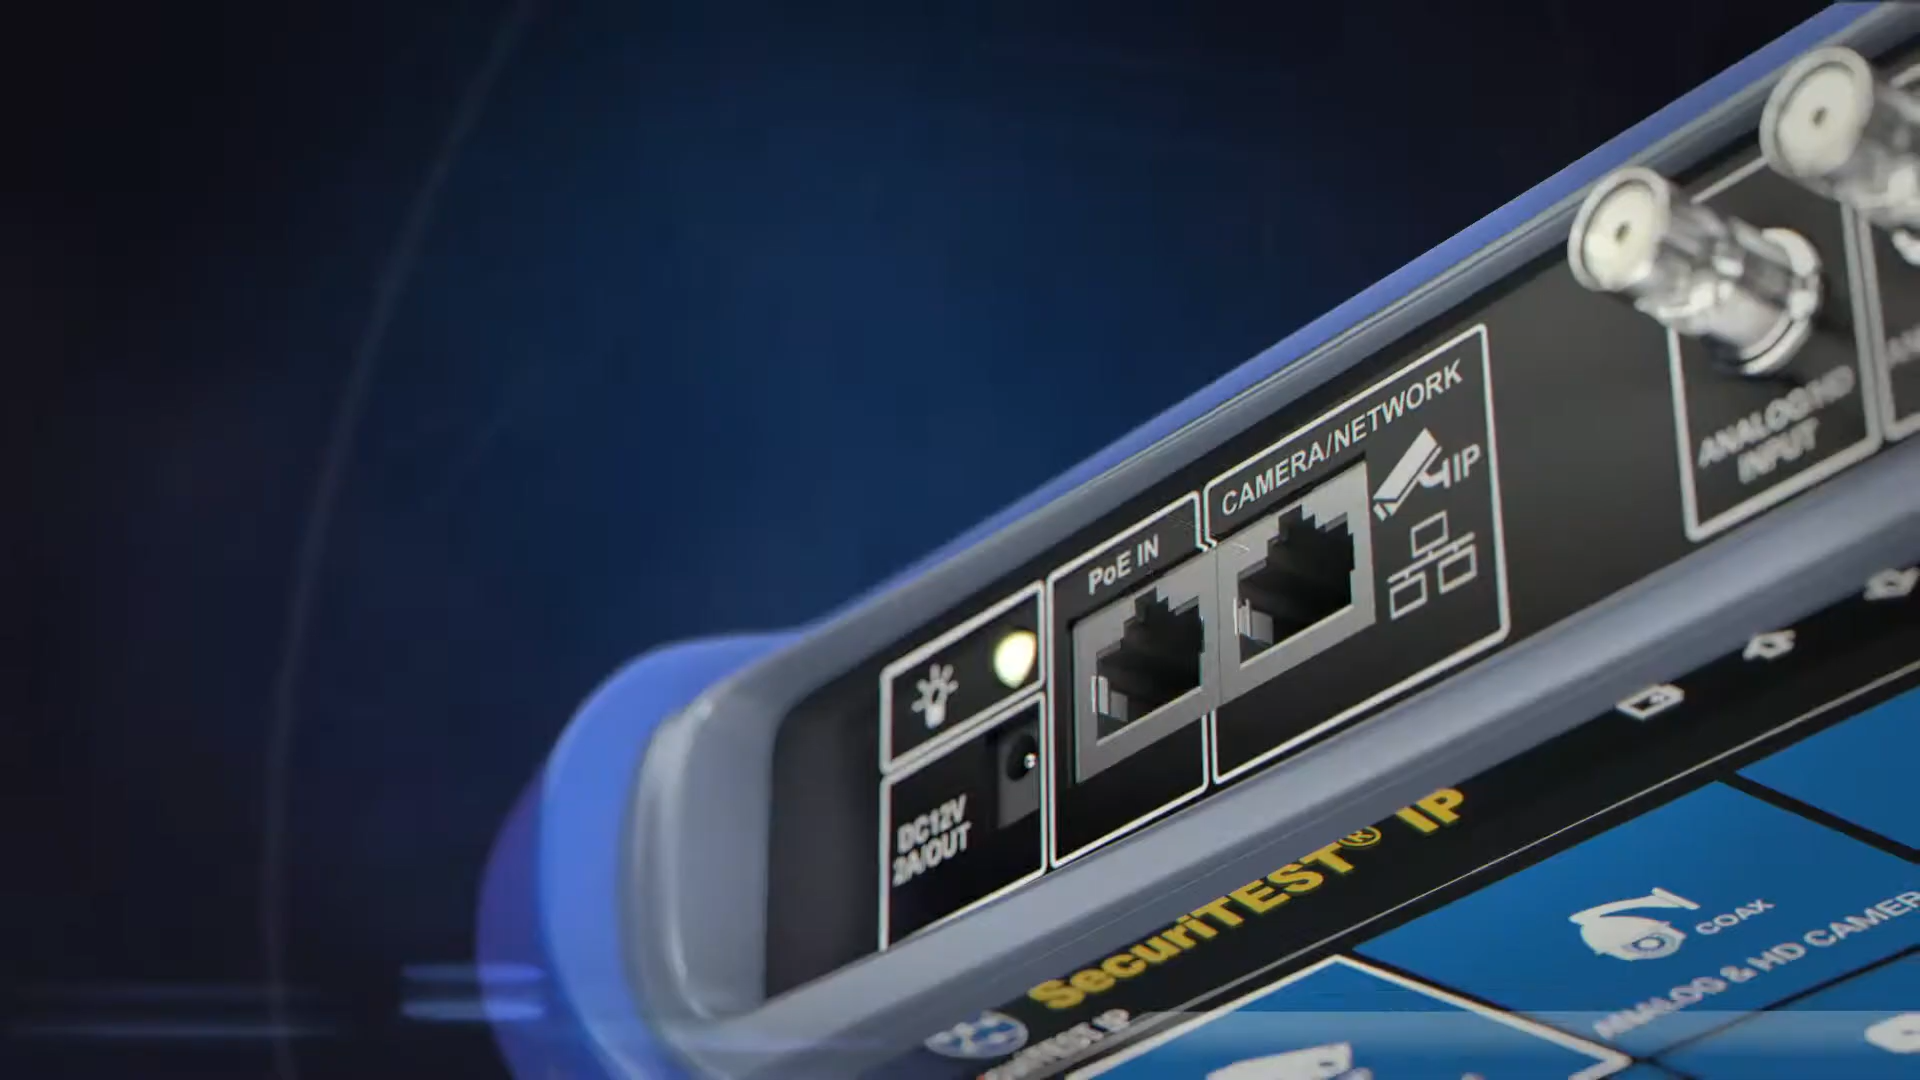 CAMERA/NETWORK
IP
PoE IN
ANALOG/HD
INPUT
DC12V
2A/OUT
SecuriTEST® IP
COAX
ANALOG & HD CAMER